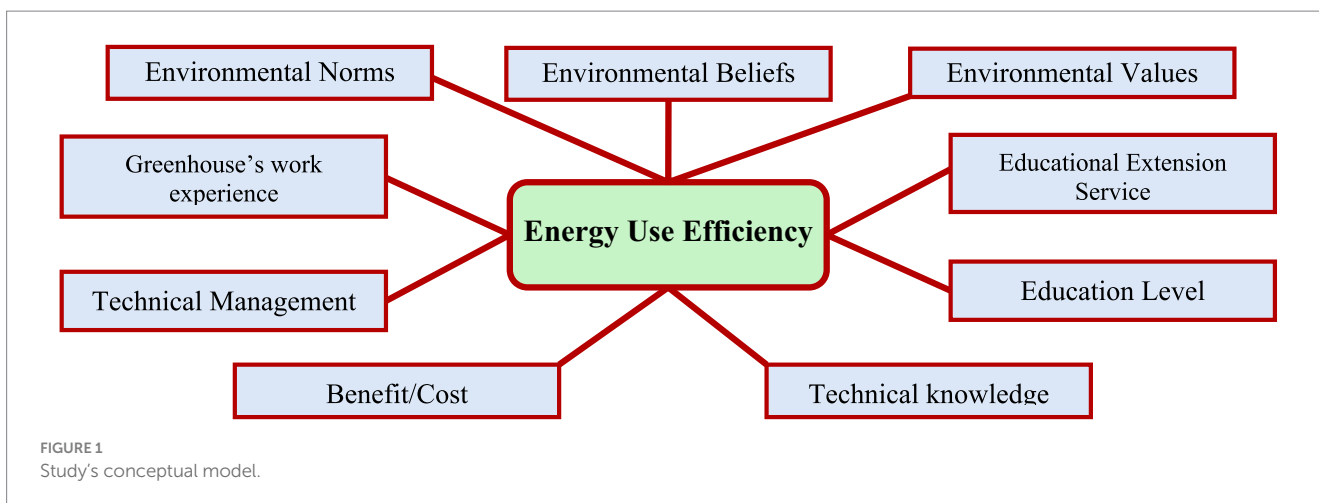 Environmental Norms
Environmental Beliefs
Environmental Values
Greenhouse’s work
experience
Educational Extension
Service
Energy Use Efficiency
Technical Management
Education Level
Benefit/Cost
Technical knowledge
FIGURE 1
Study’s conceptual model.